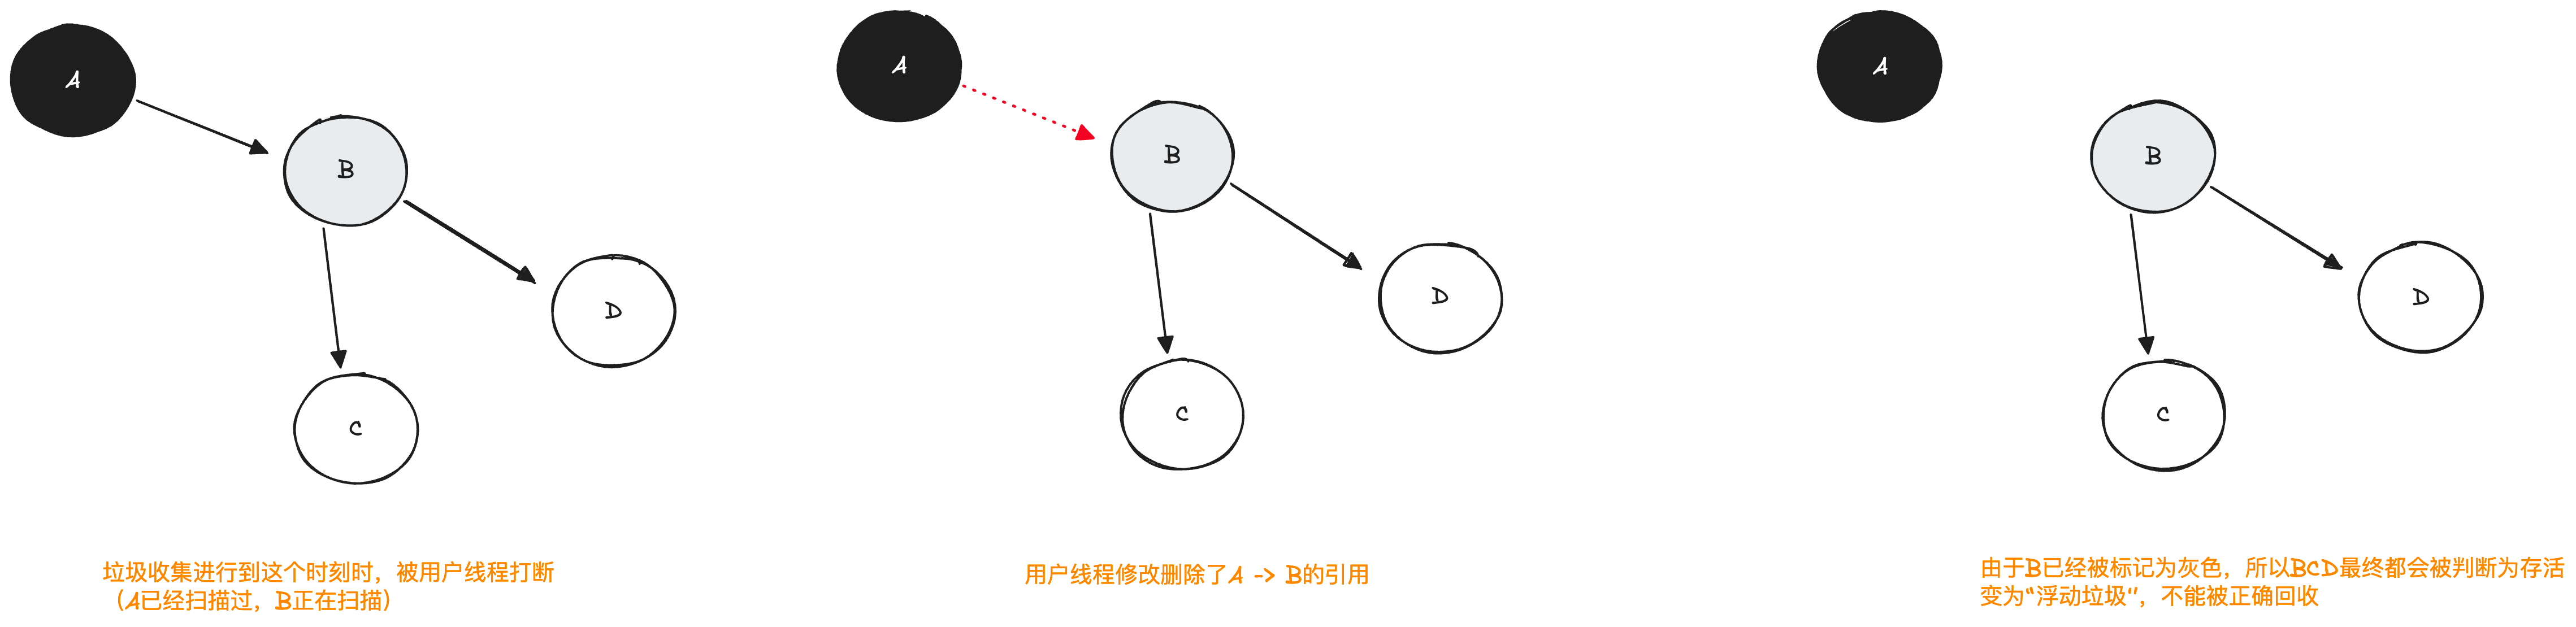 A
B
D
C
垃圾收集进行到这个时刻时，被用户线程打断
（A已经扫描过，B正在扫描）
A
B
D
C
用户线程修改删除了A -> B的引用
A
B
D
C
由于B已经被标记为灰色，所以BCD最终都会被判断为存活
变为“浮动垃圾”，不能被正确回收